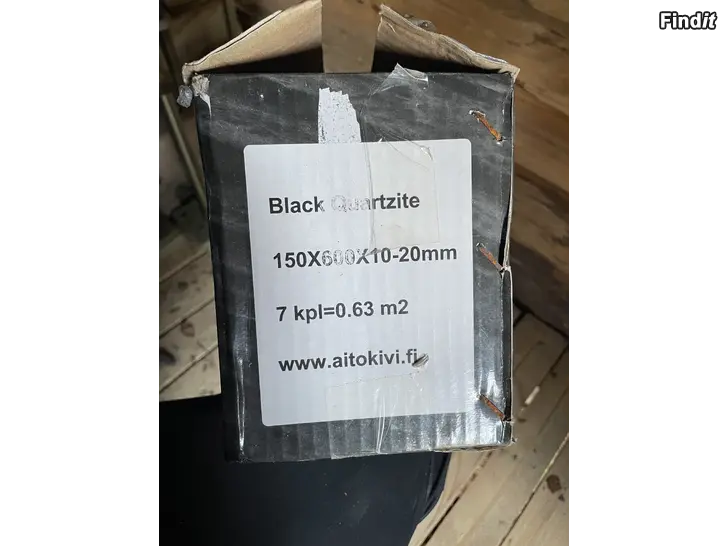 Findit
Black Quartzite
150X600X10-20mm
7 kpl=0.63 m2
www.aitokivi.fi